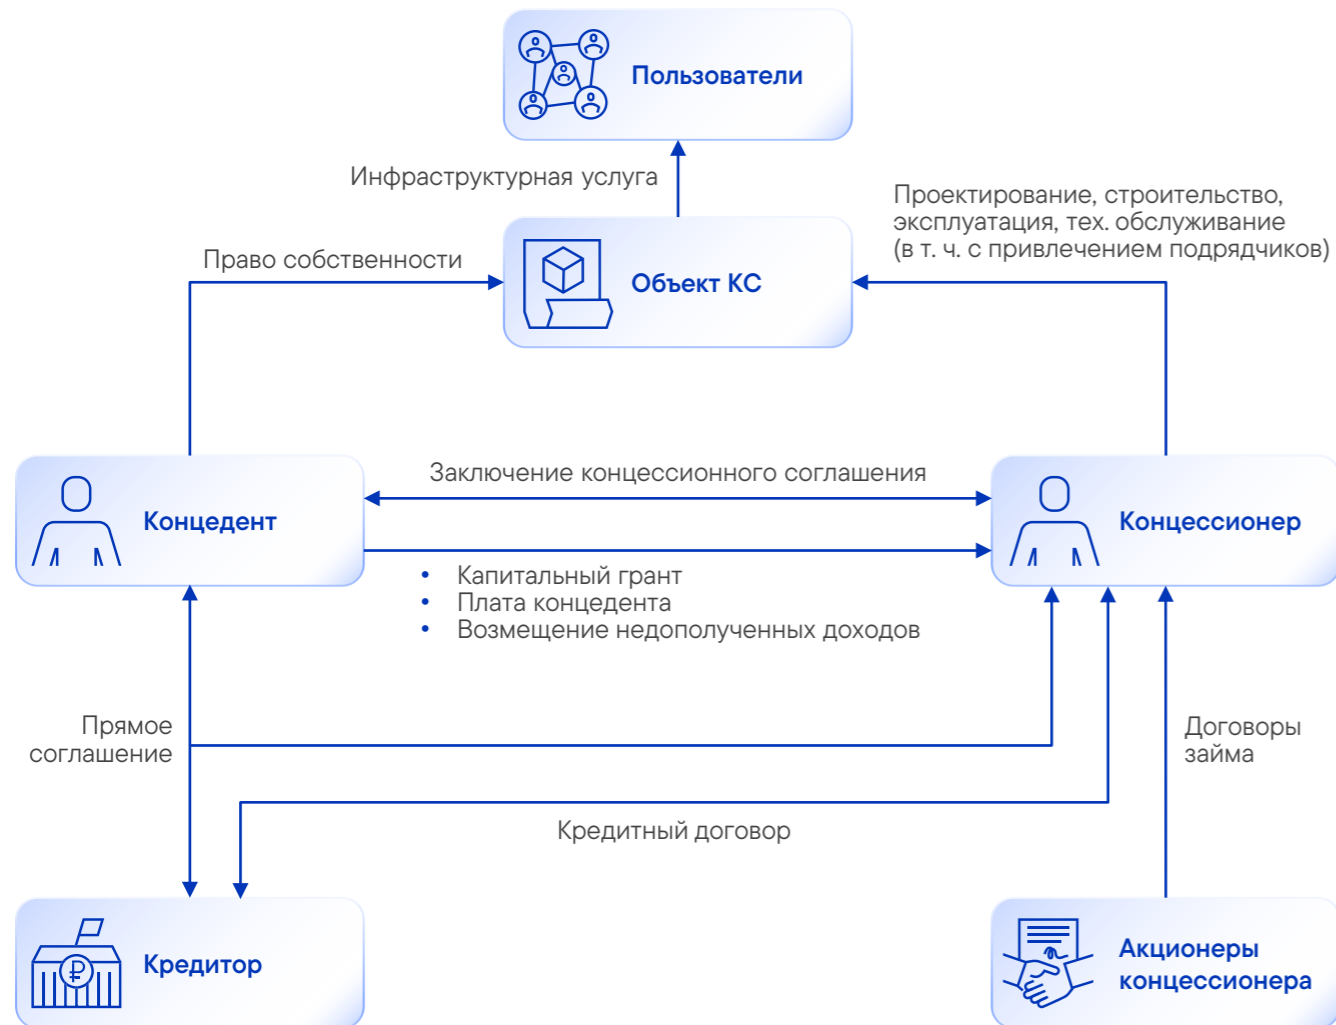 Пользователи
Инфраструктурная услуга
Проектирование, строительство,
эксплуатация, тех. обслуживание
(в т. ч. с привлечением подрядчиков)
Право собственности
Объект КС
Заключение концессионного соглашения
Концедент
Концессионер
• Капитальный грант
• Плата концедента
• Возмещение недополученных доходов
Прямое
соглашение
Договоры
займа
Кредитный договор
Кредитор
Акционеры
концессионера